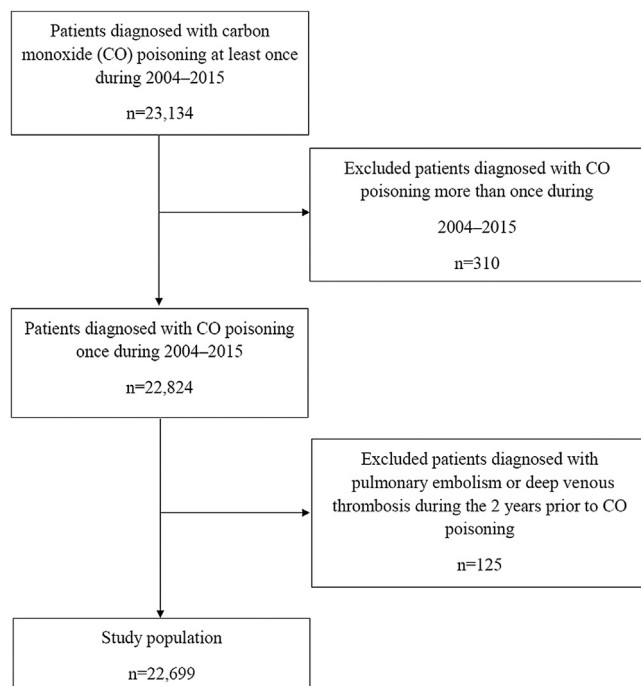 Patients diagnosed with carbon
monoxide (CO) poisoning at least once
during 2004–2015
n=23,134
Excluded patients diagnosed with CO
poisoning more than once during
2004–2015
n=310
Patients diagnosed with CO poisoning
once during 2004–2015
n=22,824
Excluded patients diagnosed with
pulmonary embolism or deep venous
thrombosis during the 2 years prior to CO
poisoning
n=125
Study population
n=22,699